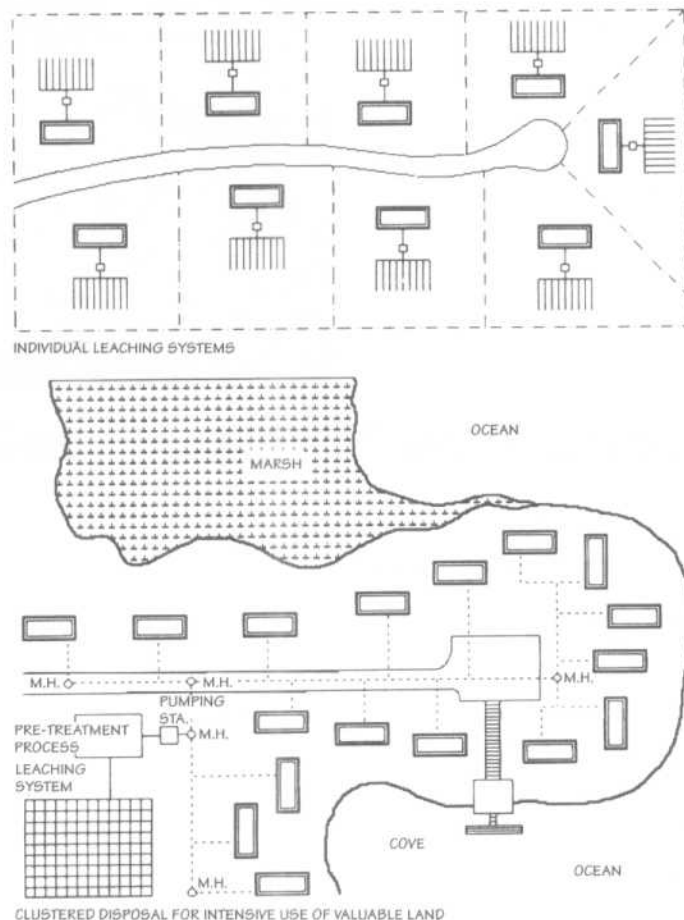 INDIVIDUAL LEACHING SYSTEMS
OCEAN
MARSH
M.H.
M.H.
M.H.
PUMPING
STA.
M.H.
PRE-TREATMENT
PROCESS
LEACHING
SYSTEM
COVE
OCEAN
M.H.
CLUSTERED DISPOSAL FOR INTENSIVE USE OF VALUABLE LAND